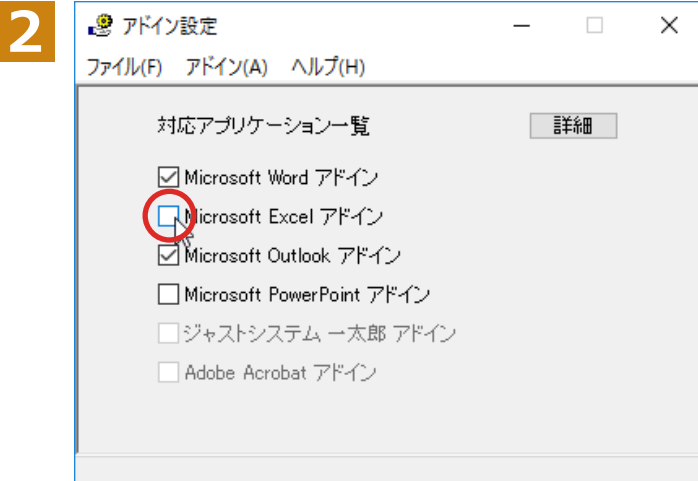 2
アドイン設定
ファイル(F) アドイン(A) ヘルプ(H)
対応アプリケーション一覧 詳細
Microsoft Word アドイン
Microsoft Excel アドイン
Microsoft Outlook アドイン
Microsoft PowerPoint アドイン
ジャストシステム 一太郎 アドイン
Adobe Acrobat アドイン